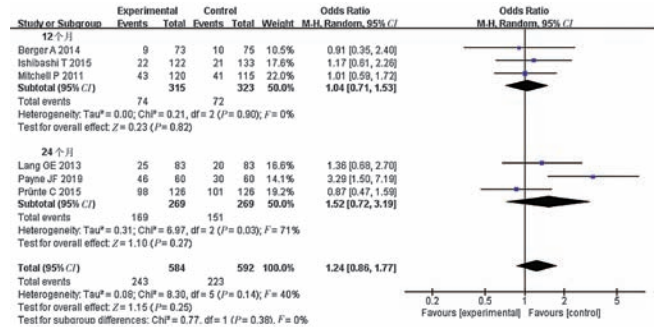 Experimental Control Odds Ratio Odds Ratio
Study or Subgroup Events Total Events Total Weight M-H, Random, 95% CI M-H, Random, 95% CI
12个月
Berger A 2014 9 73 10 75 10.5% 0.91 [0.35, 2.40]
Ishibashi T 2015 22 122 21 133 17.5% 1.17 [0.61, 2.26]
Mitchell P 2011 43 120 41 115 22.0% 1.01 [0.59, 1.72]
Subtotal (95% CI) 315 323 50.0% 1.04 [0.71, 1.53]
Total events 74 72
Heterogeneity: Tau² = 0.00; Chi² = 0.21, df = 2 (P = 0.90); I² = 0%
Test for overall effect: Z = 0.23 (P = 0.82)
24个月
Lang GE 2013 25 83 20 83 16.6% 1.36 [0.68, 2.70]
Payne JF 2019 46 60 30 60 14.1% 3.29 [1.50, 7.19]
Prünte C 2015 98 126 101 126 19.2% 0.87 [0.47, 1.59]
Subtotal (95% CI) 269 269 50.0% 1.52 [0.72, 3.19]
Total events 169 151
Heterogeneity: Tau² = 0.31; Chi² = 6.97, df = 2 (P = 0.03); I² = 71%
Test for overall effect: Z = 1.10 (P = 0.27)
Total (95% CI) 584 592 100.0% 1.24 [0.86, 1.77]
Total events 243 223
Heterogeneity: Tau² = 0.08; Chi² = 8.30, df = 5 (P = 0.14); I² = 40%
Test for overall effect: Z = 1.15 (P = 0.25)
Test for subgroup differences: Chi² = 0.77, df = 1 (P = 0.38), I² = 0%
0.2 0.5 1 2 5
Favours [experimental] Favours [control]